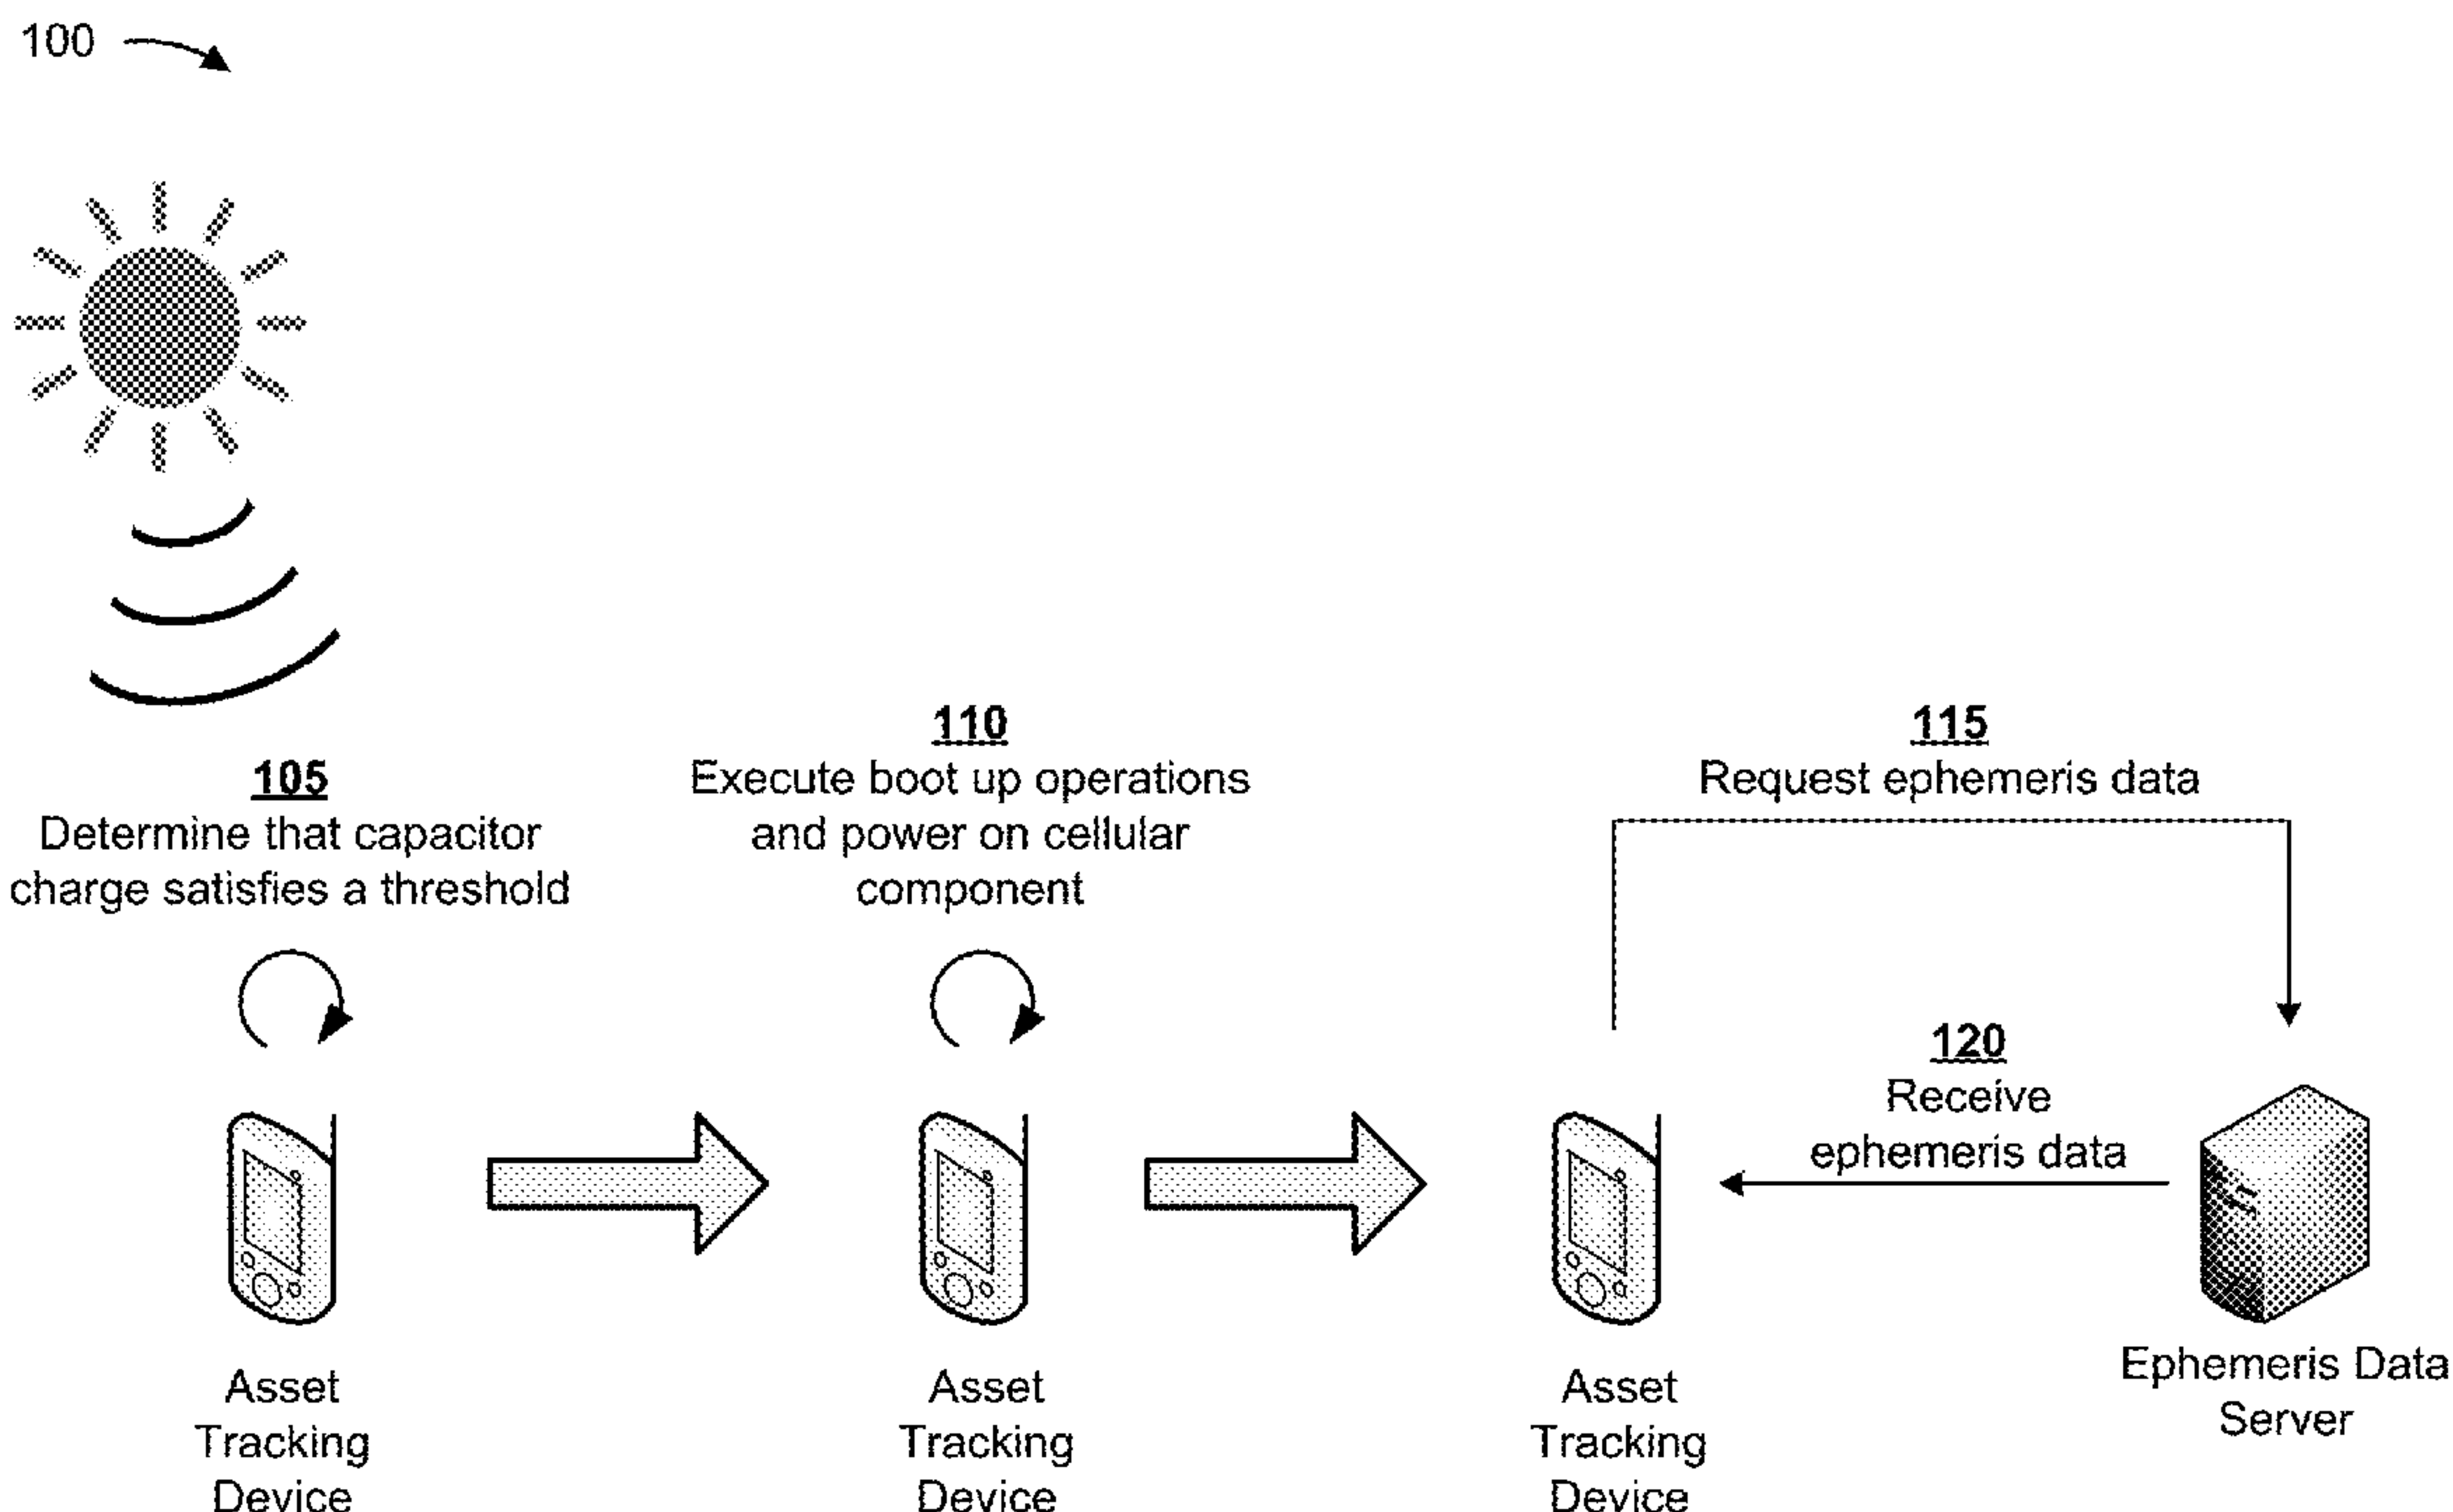 100
105
Determine that capacitor
charge satisfies a threshold
110
Execute boot up operations
and power on cellular
component
115
Request ephemeris data
120
Receive
ephemeris data
Asset
Tracking
Device
Asset
Tracking
Device
Asset
Tracking
Device
Ephemeris Data
Server